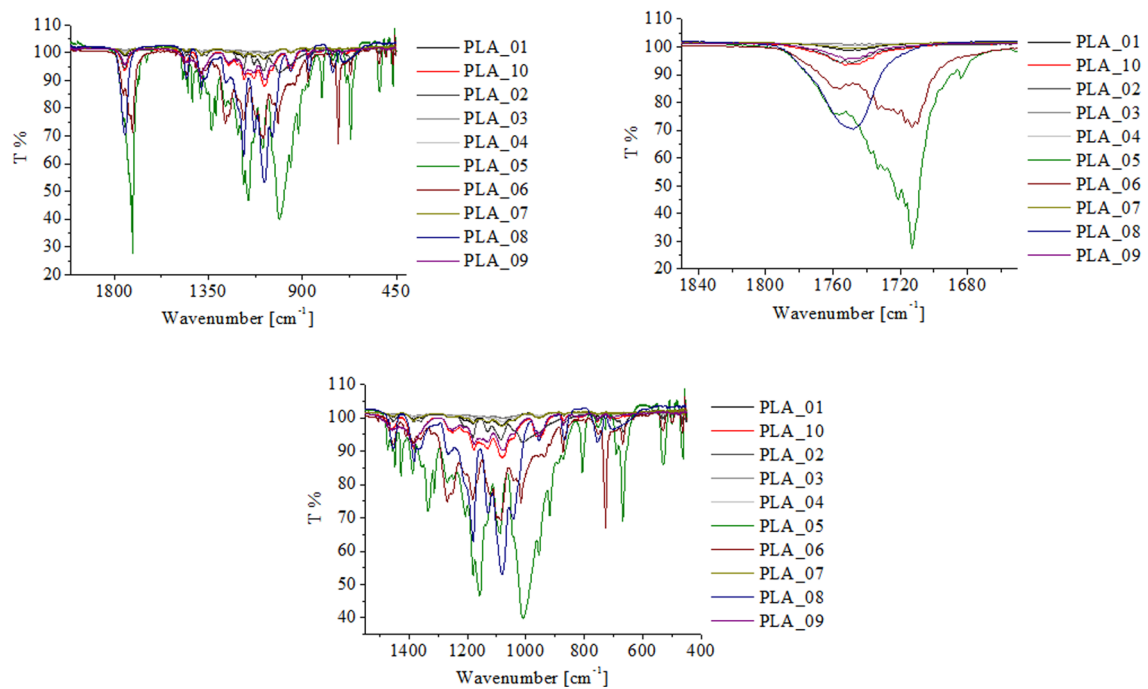 110
100
90
80
70
60
50
40
30
20
T %
1800 1350 900 450
Wavenumber [cm-1]
PLA_01
PLA_10
PLA_02
PLA_03
PLA_04
PLA_05
PLA_06
PLA_07
PLA_08
PLA_09
110
100
90
80
70
60
50
40
30
20
T %
1840 1800 1760 1720 1680
Wavenumber [cm-1]
PLA_01
PLA_10
PLA_02
PLA_03
PLA_04
PLA_05
PLA_06
PLA_07
PLA_08
PLA_09
110
100
90
80
70
60
50
40
T %
1400 1200 1000 800 600 400
Wavenumber [cm-1]
PLA_01
PLA_10
PLA_02
PLA_03
PLA_04
PLA_05
PLA_06
PLA_07
PLA_08
PLA_09